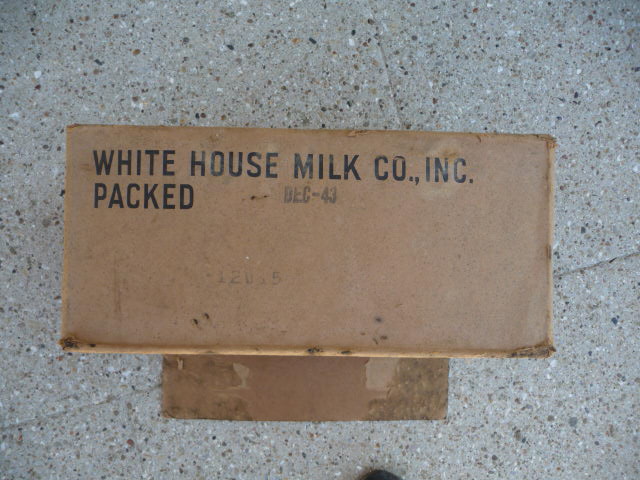 WHITE HOUSE MILK CO., INC.
PACKED DEC-43